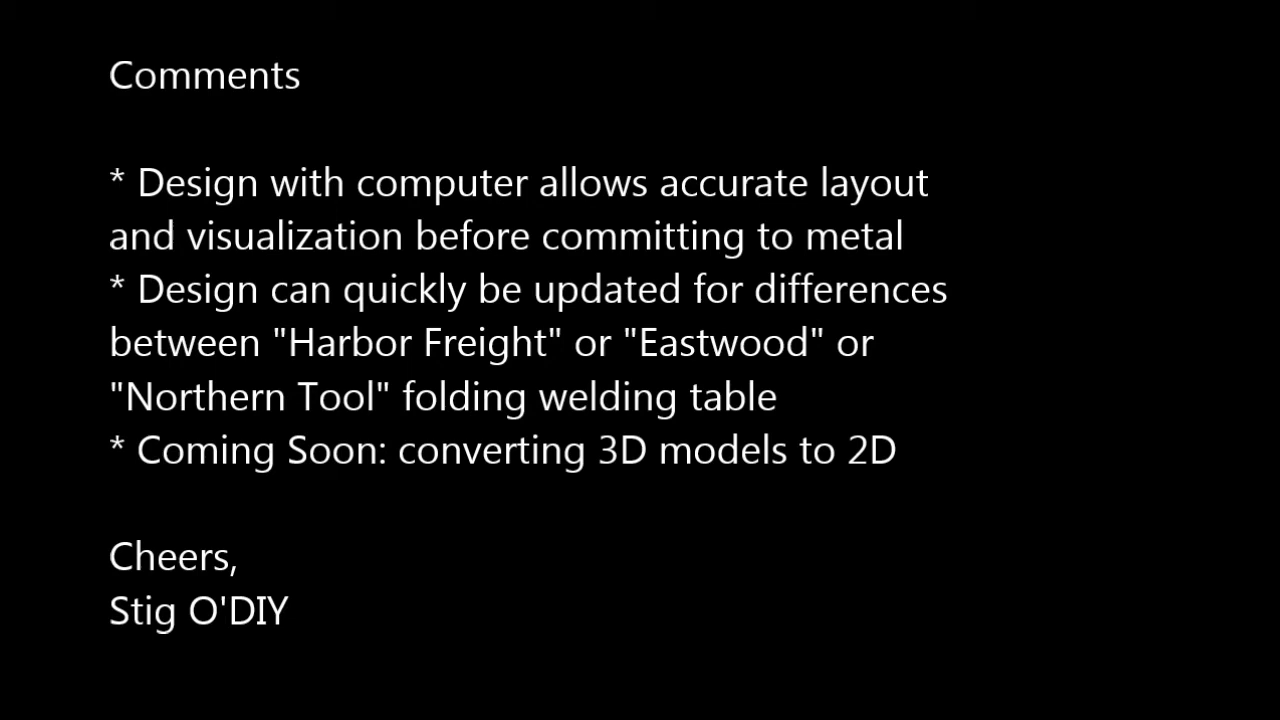 Comments
* Design with computer allows accurate layout
and visualization before committing to metal
* Design can quickly be updated for differences
between "Harbor Freight" or "Eastwood" or
"Northern Tool" folding welding table
* Coming Soon: converting 3D models to 2D
Cheers,
Stig O'DIY